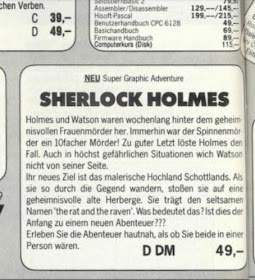 chen Verben.
C 39,–
D 49,–
Assembler/Disassembler 129,—/145,—
Hisoft Pascal 199,—/215,—
Benutzerhandbuch CPC 6128 49,—
Basichandbuch 49,—
Firmware Handbuch 89,—
Computerkurs (Disk) 115,—
NEU Super Graphic Adventure
SHERLOCK HOLMES
Holmes und Watson waren wochenlang hinter dem geheim-
nisvollen Frauenmörder her. Immerhin war der Spinnenmör-
der ein 10facher Mörder! Zu guter Letzt löste Holmes den
Fall. Auch in höchst gefährlichen Situationen wich Watson
nicht von seiner Seite.
Ihr neues Ziel ist das malerische Hochland Schottlands. Als
sie so durch die Gegend wandern, stoßen sie auf eine
geheimnisvolle alte Herberge. Sie trägt den seltsamen
Namen 'the rat and the raven'. Was bedeutet das? Ist dies der
Anfang zu einem neuen Abenteuer???
Erleben Sie die Abenteuer hautnah, als ob Sie beide in einer
Person wären.
D DM 49,–